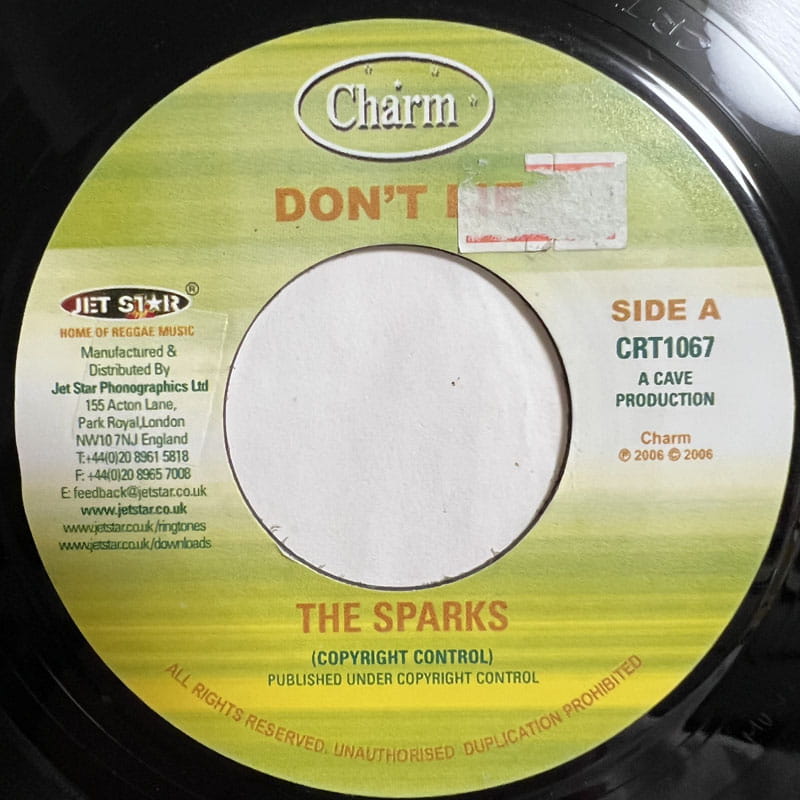 Charm
DON'T
JET STAR®
HOME OF REGGAE MUSIC
Manufactured &
Distributed By
Jet Star Phonographics Ltd
155 Acton Lane,
Park Royal,London
NW10 7NJ England
T:+44(0)20 8961 5818
F: +44(0)20 8965 7008
E: feedback@jetstar.co.uk
www.jetstar.co.uk
www.jetstar.co.uk/ringtones
www.jetstar.co.uk/downloads
SIDE A
CRT1067
A CAVE
PRODUCTION
Charm
℗ 2006 © 2006
THE SPARKS
(COPYRIGHT CONTROL)
PUBLISHED UNDER COPYRIGHT CONTROL
ALL RIGHTS RESERVED. UNAUTHORISED DUPLICATION PROHIBITED